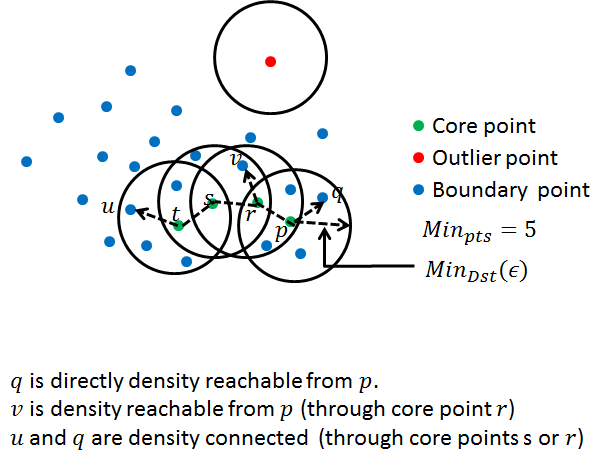 Core point
Outlier point
Boundary point
Min_pts = 5
Min_Dst(ϵ)
v
q
u
t
s
r
p
q is directly density reachable from p.
v is density reachable from p (through core point r)
u and q are density connected (through core points s or r)